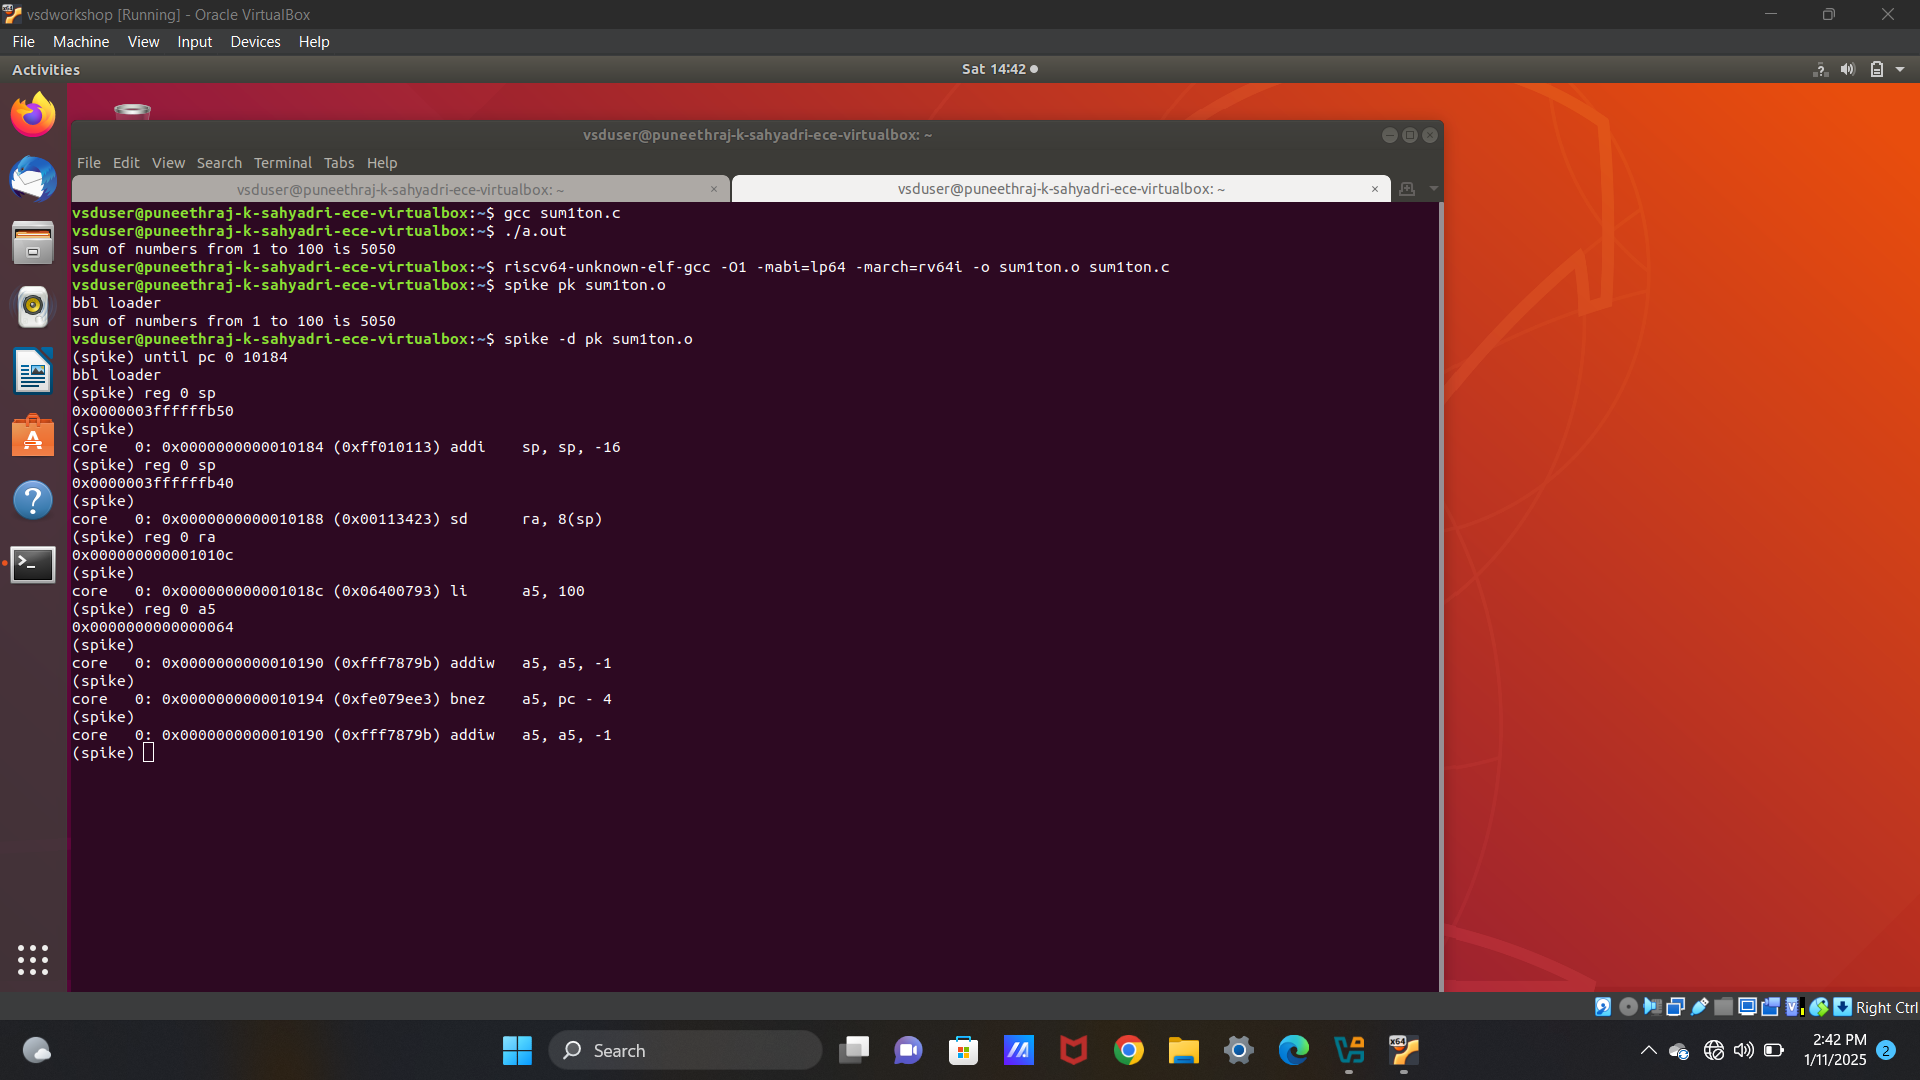 vsdworkshop [Running] - Oracle VirtualBox
File Machine View Input Devices Help
Activities
Sat 14:42
vsduser@puneethraj-k-sahyadri-ece-virtualbox: ~
File Edit View Search Terminal Tabs Help
vsduser@puneethraj-k-sahyadri-ece-virtualbox: ~
vsduser@puneethraj-k-sahyadri-ece-virtualbox: ~
vsduser@puneethraj-k-sahyadri-ece-virtualbox:~$ gcc sum1ton.c
vsduser@puneethraj-k-sahyadri-ece-virtualbox:~$ ./a.out
sum of numbers from 1 to 100 is 5050
vsduser@puneethraj-k-sahyadri-ece-virtualbox:~$ riscv64-unknown-elf-gcc -O1 -mabi=lp64 -march=rv64i -o sum1ton.o sum1ton.c
vsduser@puneethraj-k-sahyadri-ece-virtualbox:~$ spike pk sum1ton.o
bbl loader
sum of numbers from 1 to 100 is 5050
vsduser@puneethraj-k-sahyadri-ece-virtualbox:~$ spike -d pk sum1ton.o
(spike) until pc 0 10184
bbl loader
(spike) reg 0 sp
0x0000003ffffffb50
(spike)
core   0: 0x0000000000010184 (0xff010113) addi    sp, sp, -16
(spike) reg 0 sp
0x0000003ffffffb40
(spike)
core   0: 0x0000000000010188 (0x00113423) sd      ra, 8(sp)
(spike) reg 0 ra
0x000000000001010c
(spike)
core   0: 0x000000000001018c (0x06400793) li      a5, 100
(spike) reg 0 a5
0x0000000000000064
(spike)
core   0: 0x0000000000010190 (0xfff7879b) addiw   a5, a5, -1
(spike)
core   0: 0x0000000000010194 (0xfe079ee3) bnez    a5, pc - 4
(spike)
core   0: 0x0000000000010190 (0xfff7879b) addiw   a5, a5, -1
(spike)
Right Ctrl
Search
2:42 PM
1/11/2025
2